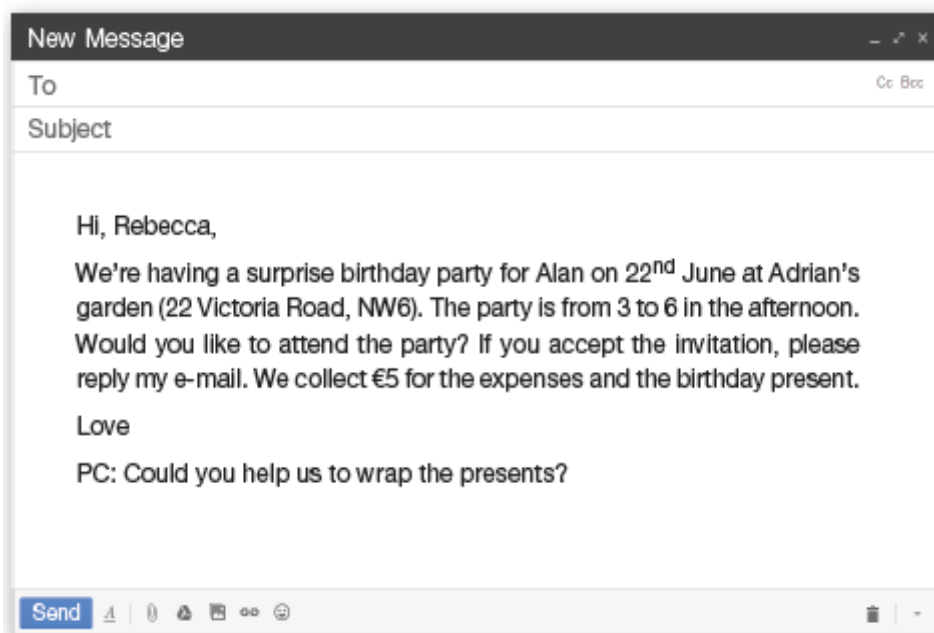 New Message
To Cc Bcc
Subject
Hi, Rebecca,
We're having a surprise birthday party for Alan on 22nd June at Adrian's
garden (22 Victoria Road, NW6). The party is from 3 to 6 in the afternoon.
Would you like to attend the party? If you accept the invitation, please
reply my e-mail. We collect €5 for the expenses and the birthday present.
Love
PC: Could you help us to wrap the presents?
Send A